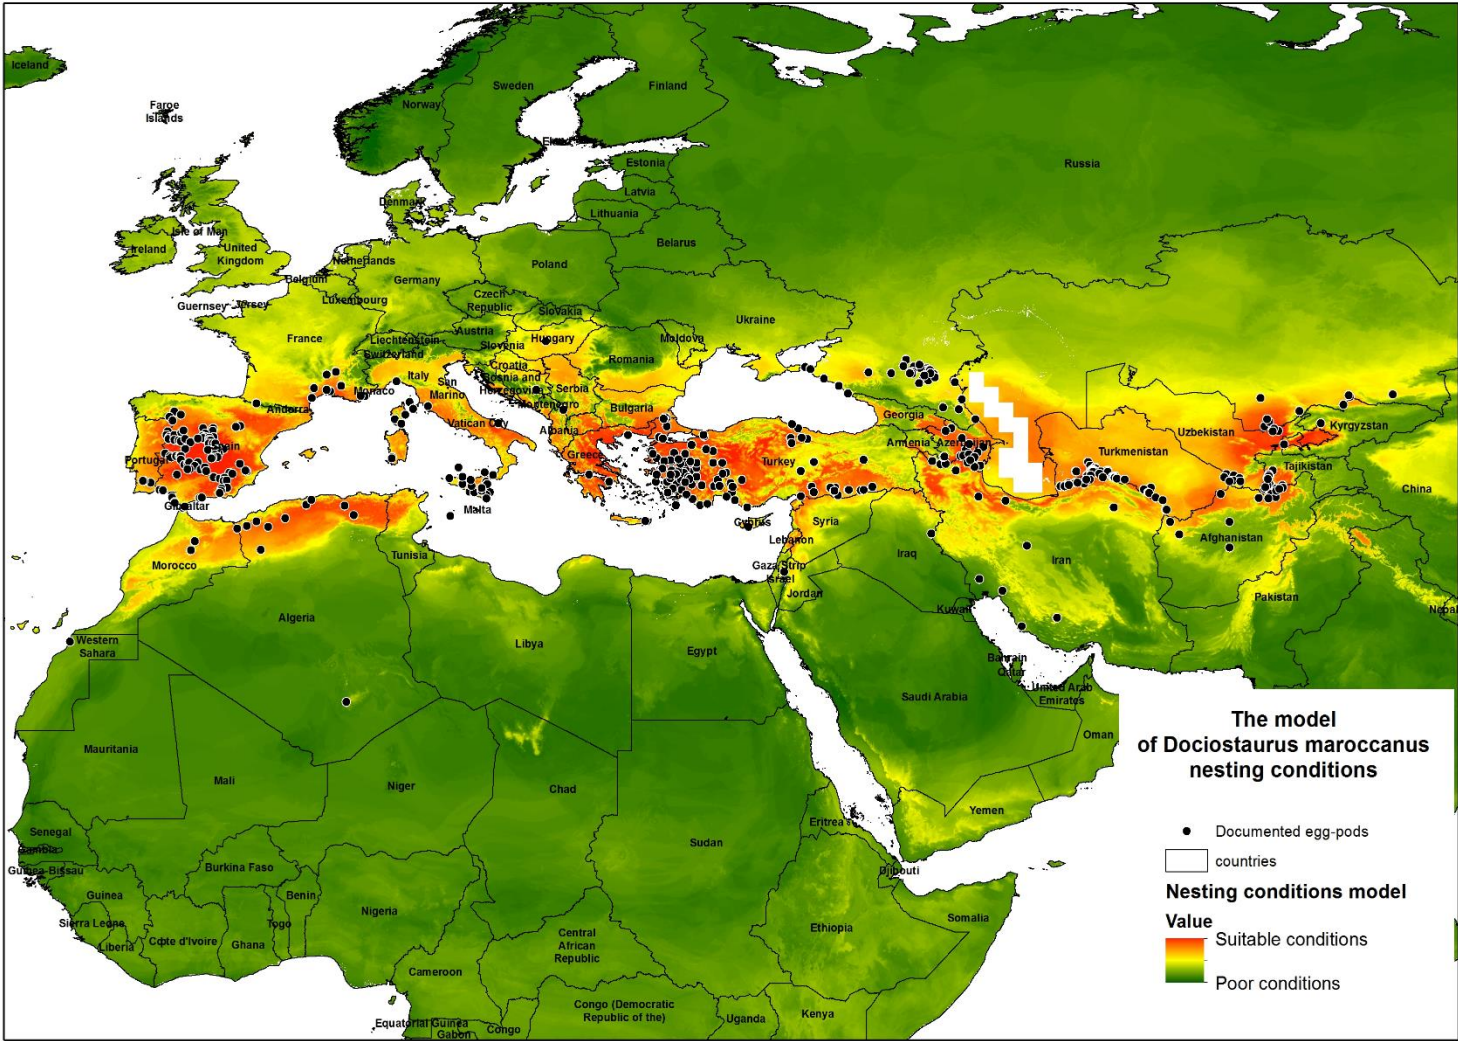 Iceland
Faroe
Islands
Norway
Sweden
Finland
Russia
Estonia
Latvia
Lithuania
Denmark
Isle of Man
Ireland
United
Kingdom
Netherlands
Belgium
Germany
Poland
Belarus
Guernsey
Jersey
Luxembourg
Czech
Republic
Slovakia
Ukraine
France
Liechtenstein
Switzerland
Austria
Slovenia
Hungary
Romania
Moldova
Italy
San
Marino
Croatia
Bosnia and
Herzegovina
Serbia
Montenegro
Bulgaria
Monaco
Andorra
Vatican City
Albania
Greece
Portugal
Spain
Gibraltar
Malta
Turkey
Georgia
Armenia
Azerbaijan
Turkmenistan
Uzbekistan
Kyrgyzstan
Tajikistan
China
Cyprus
Syria
Lebanon
Gaza Strip
Israel
Jordan
Iraq
Iran
Afghanistan
Pakistan
Nepal
Kuwait
Morocco
Tunisia
Algeria
Libya
Egypt
Western
Sahara
Saudi Arabia
Bahrain
Qatar
United Arab
Emirates
Oman
Yemen
Mauritania
Mali
Niger
Chad
Sudan
Eritrea
Djibouti
Senegal
Gambia
Guinea-Bissau
Guinea
Sierra Leone
Liberia
Burkina Faso
Cote d'Ivoire
Ghana
Togo
Benin
Nigeria
Cameroon
Central
African
Republic
Ethiopia
Somalia
Equatorial Guinea
Gabon
Congo
Congo (Democratic
Republic of the)
Uganda
Kenya
The model
of Dociostaurus maroccanus
nesting conditions
Documented egg-pods
countries
Nesting conditions model
Value
Suitable conditions
Poor conditions